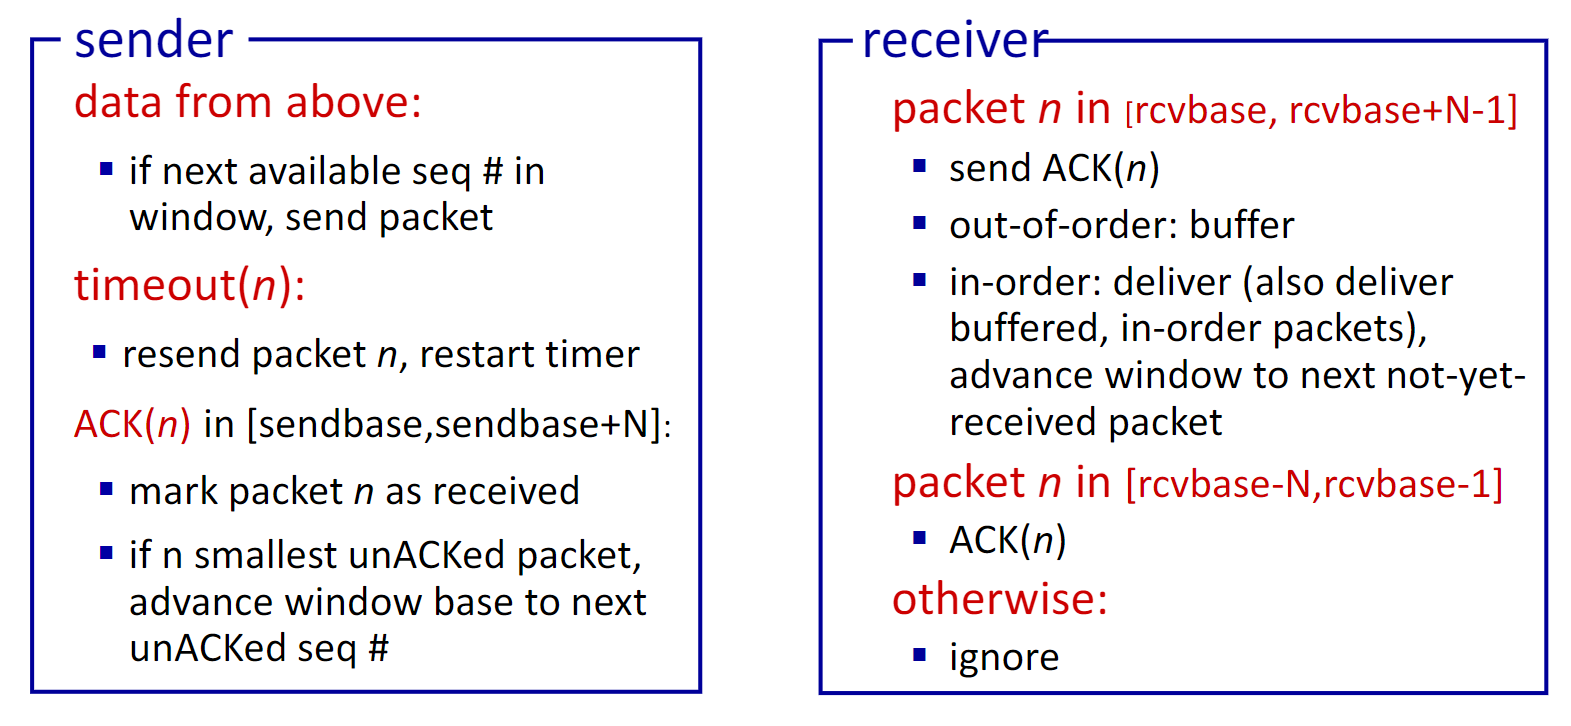 sender
data from above:
▪ if next available seq # in
window, send packet
timeout(n):
▪ resend packet n, restart timer
ACK(n) in [sendbase,sendbase+N]:
▪ mark packet n as received
▪ if n smallest unACKed packet,
advance window base to next
unACKed seq #
receiver
packet n in [rcvbase, rcvbase+N-1]
▪ send ACK(n)
▪ out-of-order: buffer
▪ in-order: deliver (also deliver
buffered, in-order packets),
advance window to next not-yet-
received packet
packet n in [rcvbase-N,rcvbase-1]
▪ ACK(n)
otherwise:
▪ ignore